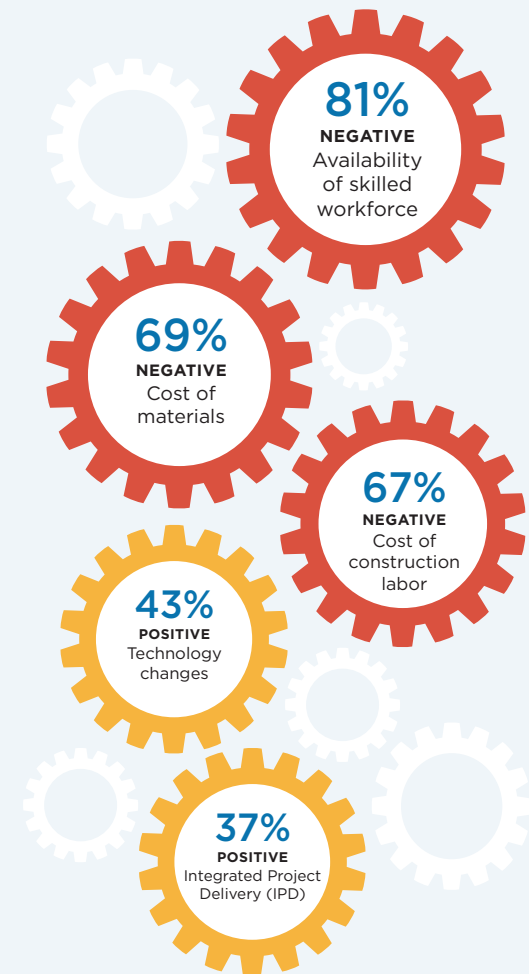 81%
NEGATIVE
Availability
of skilled
workforce
69%
NEGATIVE
Cost of
materials
67%
NEGATIVE
Cost of
construction
labor
43%
POSITIVE
Technology
changes
37%
POSITIVE
Integrated Project
Delivery (IPD)